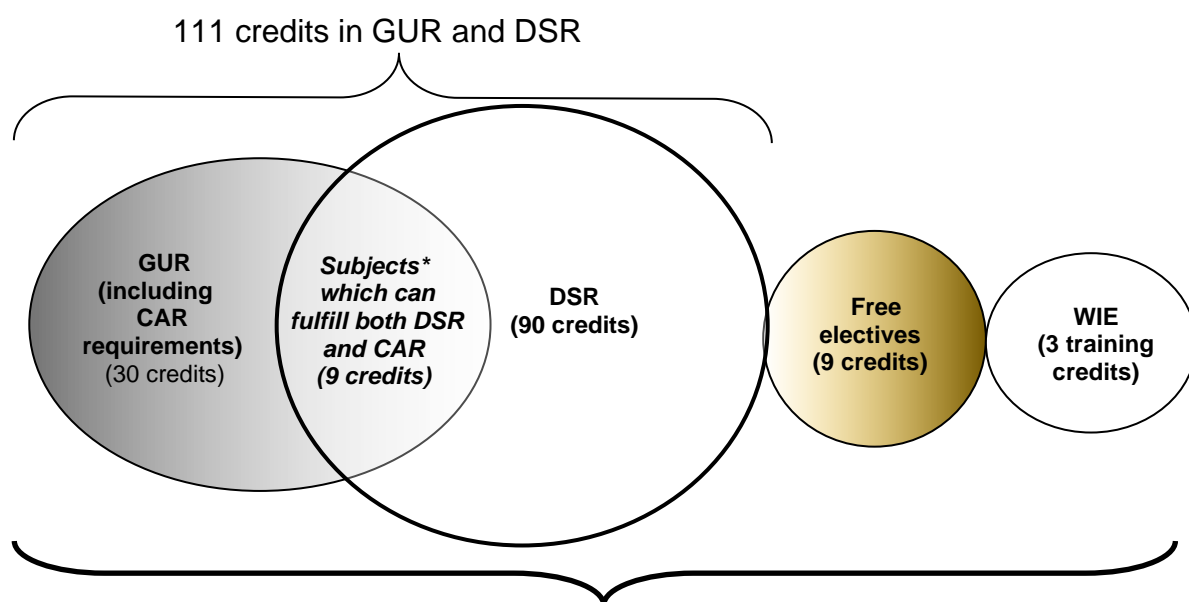 111 credits in GUR and DSR
GUR
(including
CAR
requirements)
(30 credits)
Subjects*
which can
fulfill both DSR
and CAR
(9 credits)
DSR
(90 credits)
Free
electives
(9 credits)
WIE
(3 training
credits)